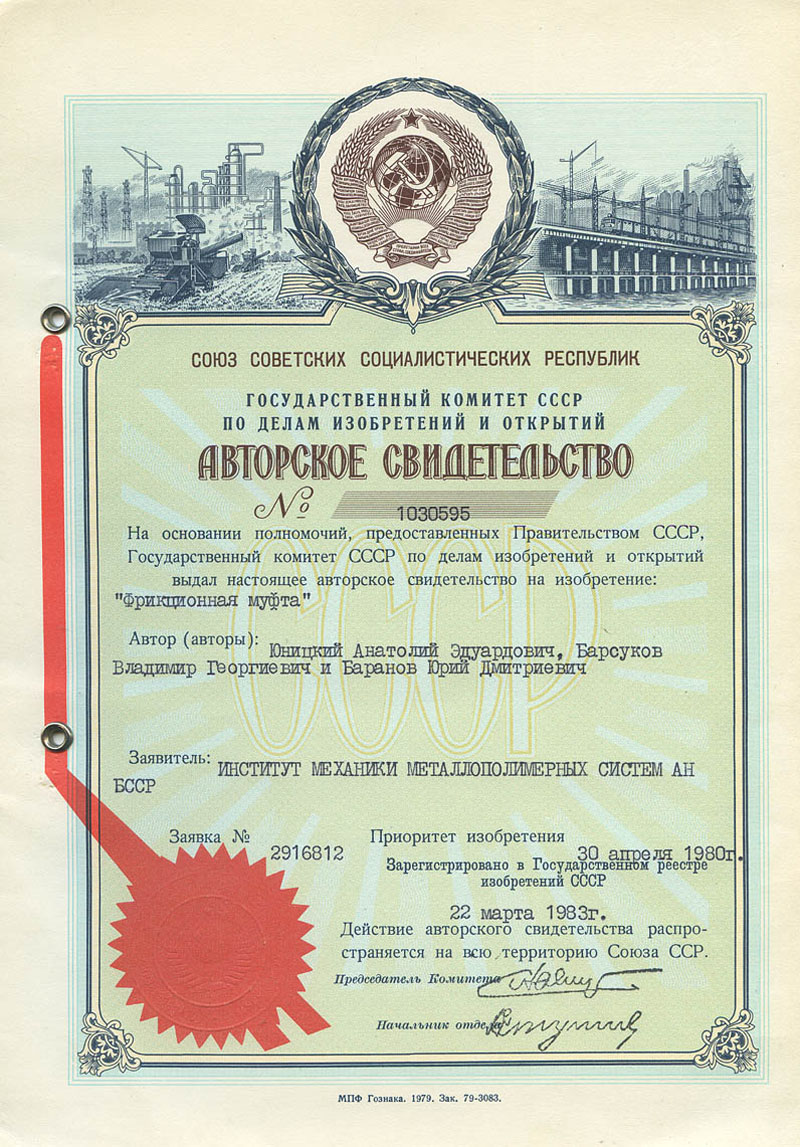 СОЮЗ СОВЕТСКИХ СОЦИАЛИСТИЧЕСКИХ РЕСПУБЛИК
ГОСУДАРСТВЕННЫЙ КОМИТЕТ СССР
ПО ДЕЛАМ ИЗОБРЕТЕНИЙ И ОТКРЫТИЙ
АВТОРСКОЕ СВИДЕТЕЛЬСТВО
№ 1030595
На основании полномочий, предоставленных Правительством СССР,
Государственный комитет СССР по делам изобретений и открытий
выдал настоящее авторское свидетельство на изобретение:
"Фрикционная муфта"
Автор (авторы): Юницкий Анатолий Эдуардович, Барсуков
Владимир Георгиевич и Баранов Юрий Дмитриевич
СССР
Заявитель: ИНСТИТУТ МЕХАНИКИ МЕТАЛЛОПОЛИМЕРНЫХ СИСТЕМ АН
БССР
Заявка № 2916812 Приоритет изобретения 30 апреля 1980г.
Зарегистрировано в Государственном реестре
изобретений СССР
22 марта 1983г.
Действие авторского свидетельства распро-
страняется на всю территорию Союза ССР.
Председатель Комитета
Начальник отдела
МПФ Гознака. 1979. Зак. 79-3083.